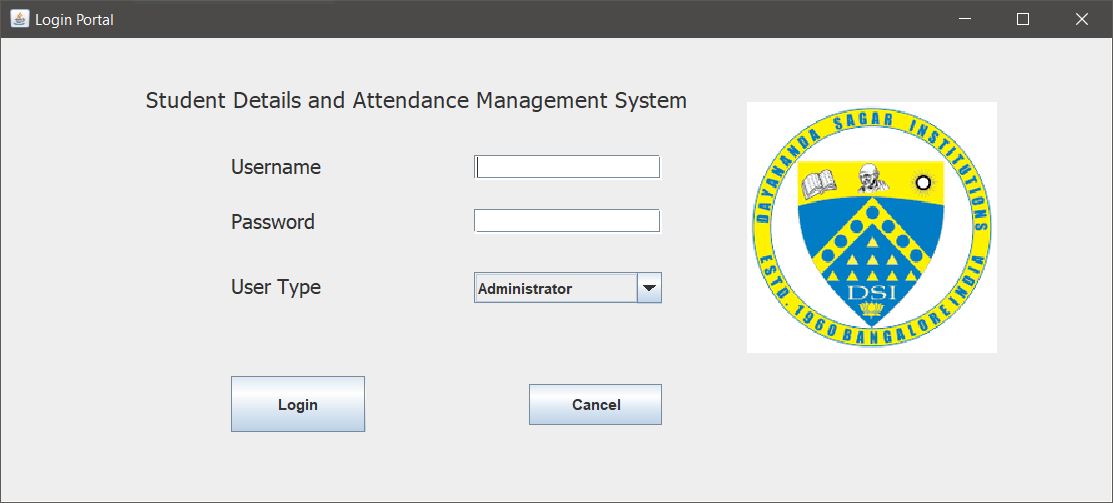 Login Portal
Student Details and Attendance Management System
Username
Password
User Type
Administrator
Login
Cancel
DAYANANDA SAGAR INSTITUTIONS
ESTD. 1960 BANGALORE INDIA
DSI